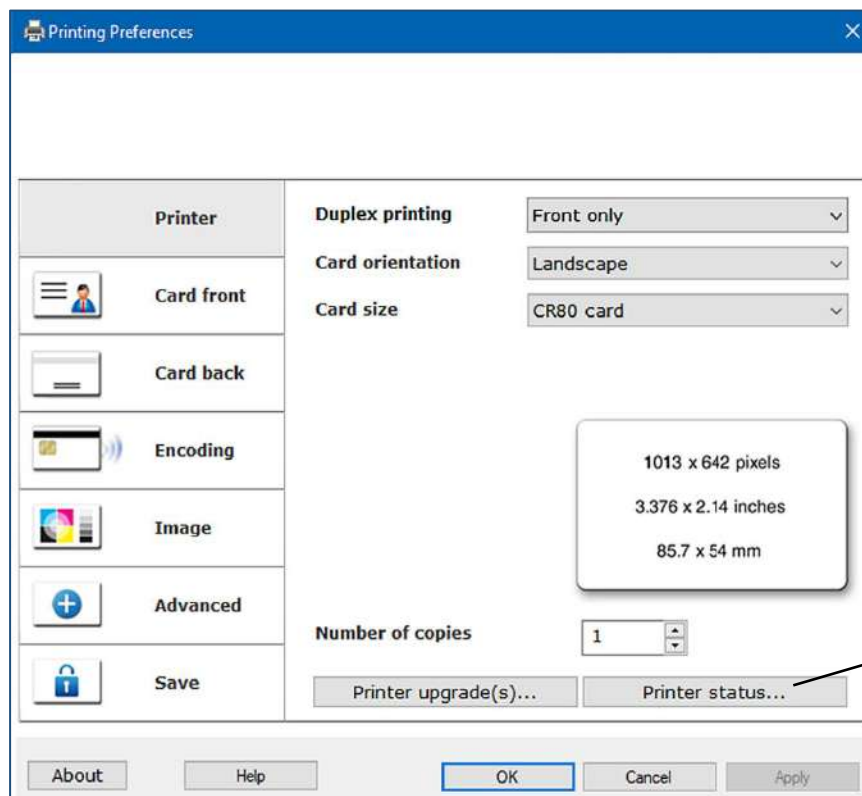 Printing Preferences
Printer
Duplex printing Front only
Card orientation Landscape
Card front
Card size CR80 card
Card back
Encoding
1013 x 642 pixels
3.376 x 2.14 inches
Image
85.7 x 54 mm
Advanced
Number of copies 1
Save
Printer upgrade(s)... Printer status...
About Help OK Cancel Apply